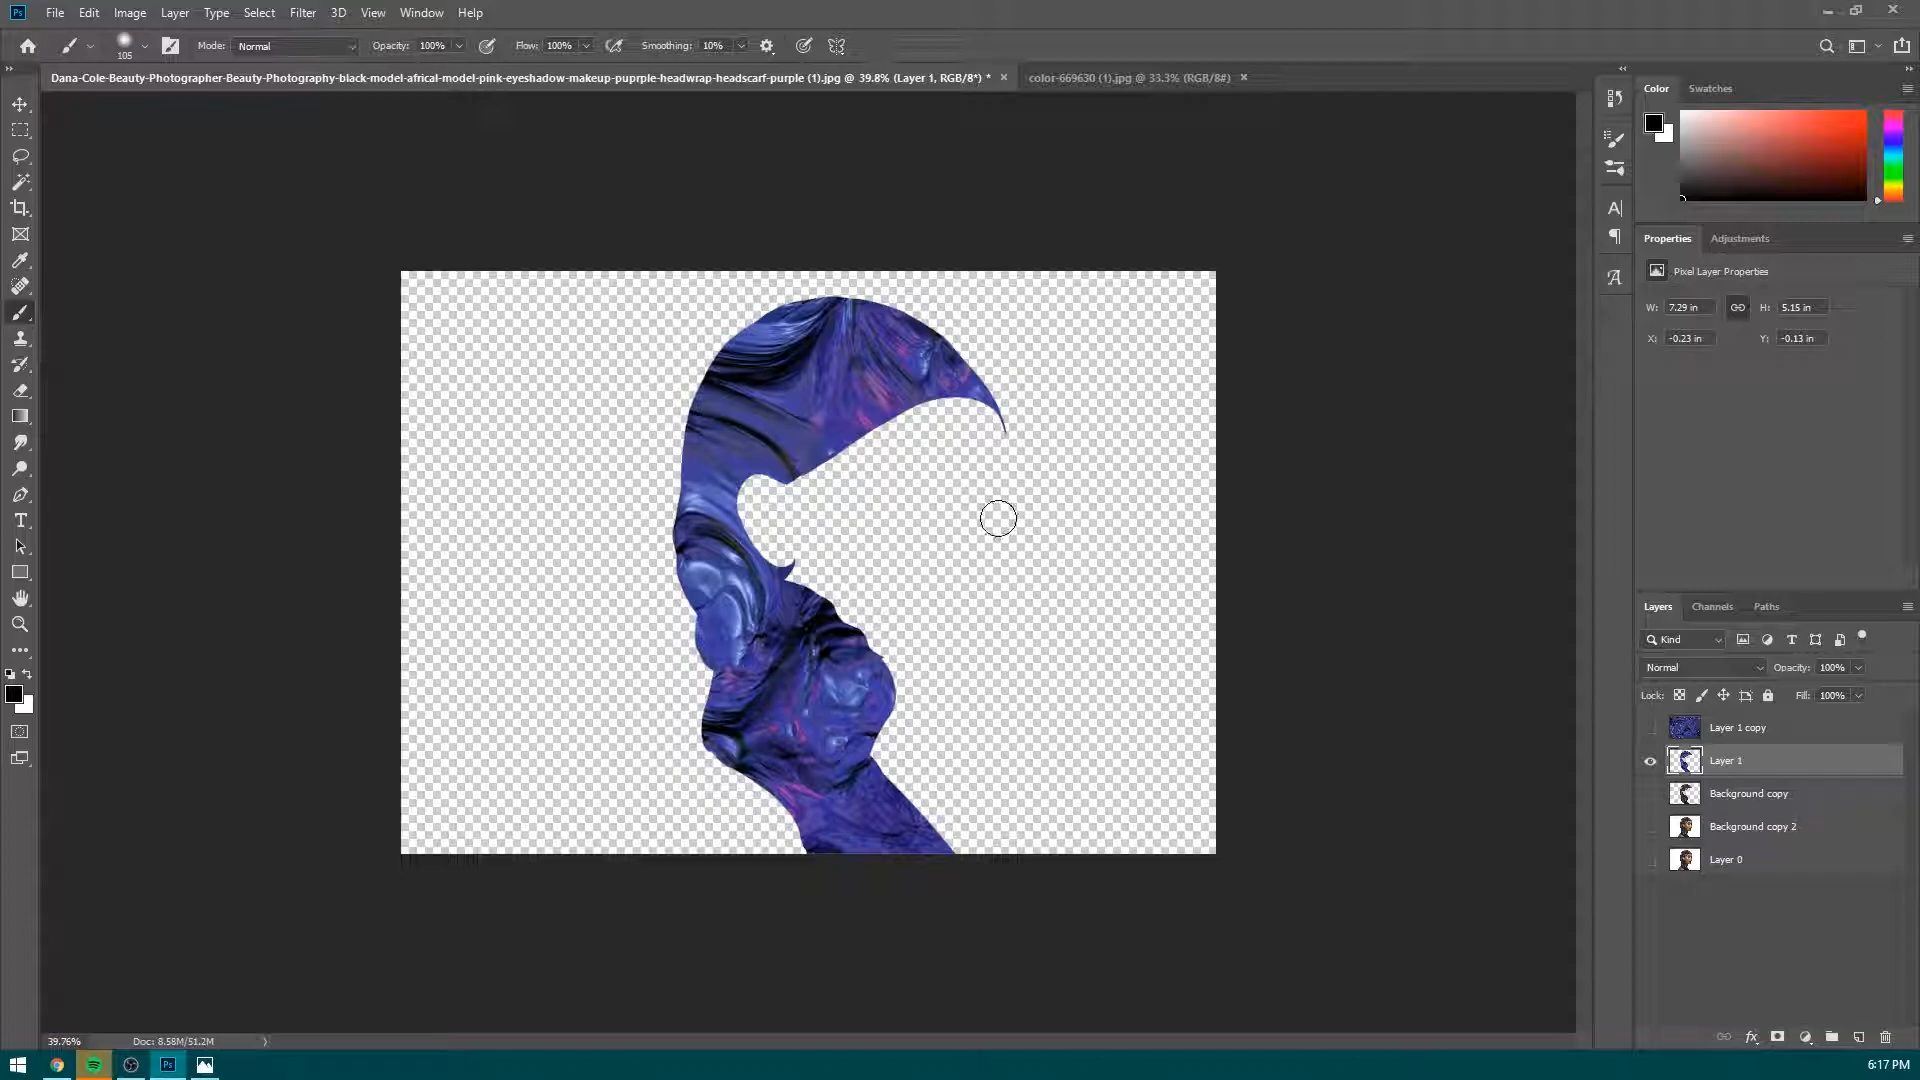 Ps File Edit Image Layer Type Select Filter 3D View Window Help
105 Mode: Normal Opacity: 100% Flow: 100% Smoothing: 10%
Dana-Cole-Beauty-Photographer-Beauty-Photography-black-model-africal-model-pink-eyeshadow-makeup-puprple-headwrap-headscarf-purple (1).jpg @ 39.8% (Layer 1, RGB/8*) * color-669630 (1).jpg @ 33.3% (RGB/8#)
Color Swatches
Properties Adjustments
Pixel Layer Properties
W: 7.29 in H: 5.15 in
X: -0.23 in Y: -0.13 in
Layers Channels Paths
Kind
Normal Opacity: 100%
Lock: Fill: 100%
Layer 1 copy
Layer 1
Background copy
Background copy 2
Layer 0
fx
39.76% Doc: 8.58M/51.2M
Ps 6:17 PM